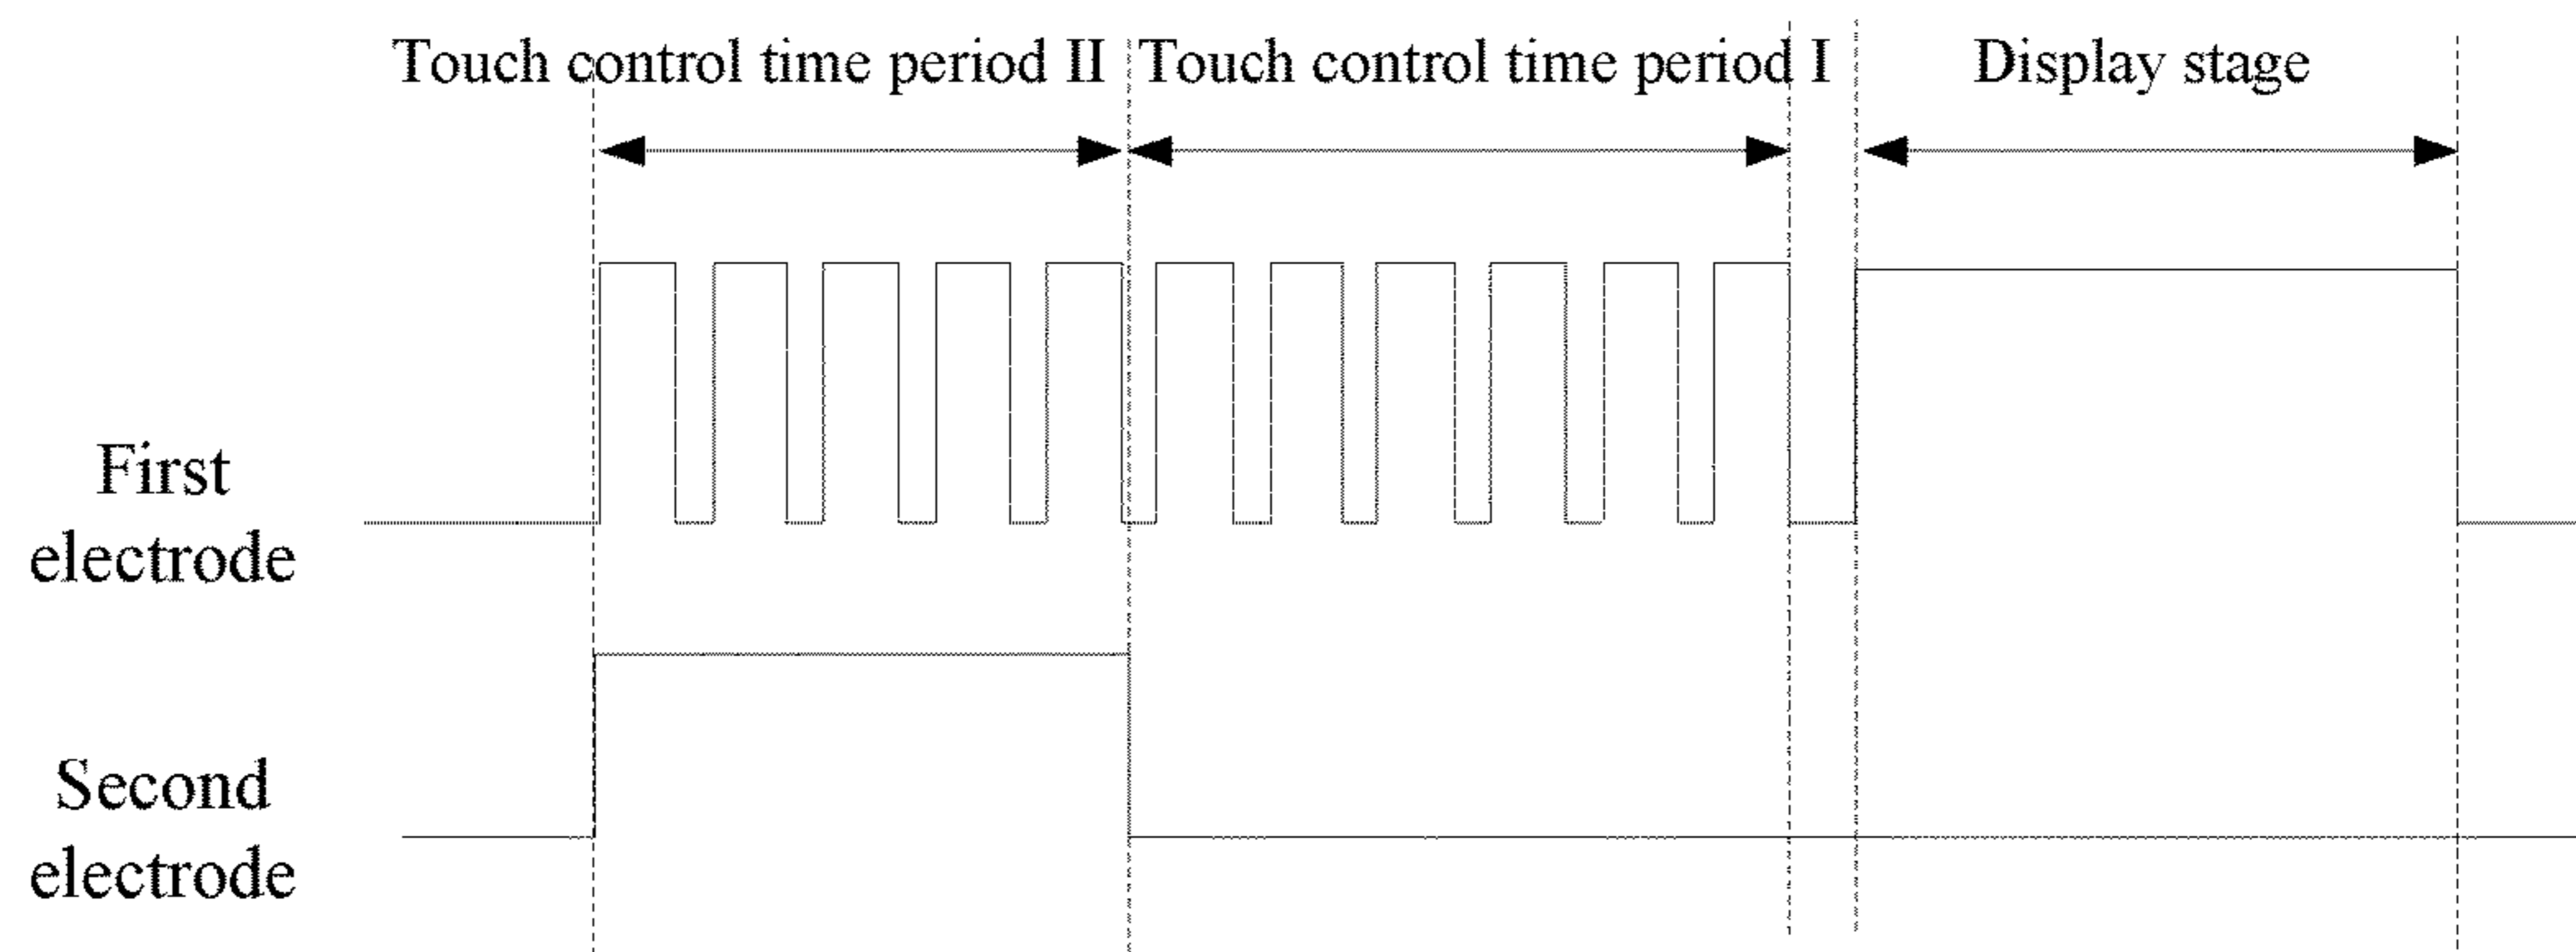 Touch control time period II
Touch control time period I
Display stage
First
electrode
Second
electrode